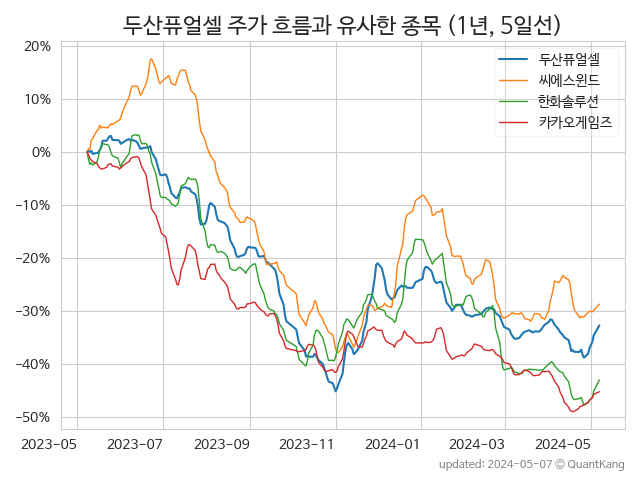 두산퓨얼셀 주가 흐름과 유사한 종목 (1년, 5일선)
두산퓨얼셀
씨에스윈드
한화솔루션
카카오게임즈
20%
10%
0%
−10%
−20%
−30%
−40%
−50%
2023-05 2023-07 2023-09 2023-11 2024-01 2024-03 2024-05
updated: 2024-05-07 ⓒ QuantKang